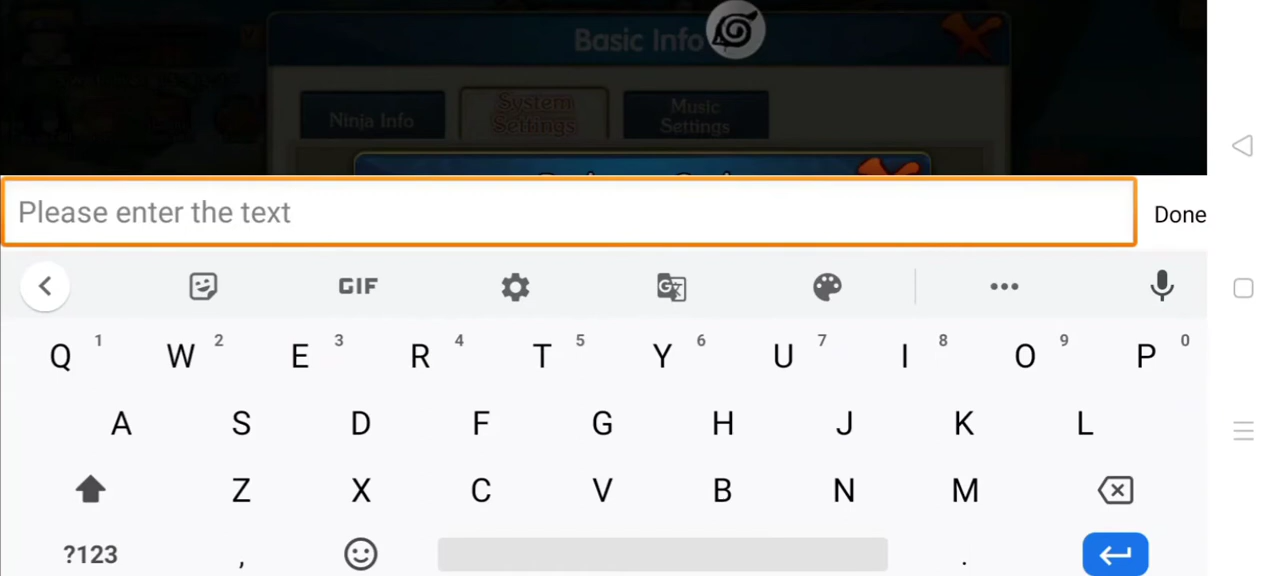 Basic Info
Ninja Info
System Settings
Music Settings
Please enter the text
Done
GIF
Q 1 W 2 E 3 R 4 T 5 Y 6 U 7 I 8 O 9 P 0
A S D F G H J K L
Z X C V B N M
?123 , .